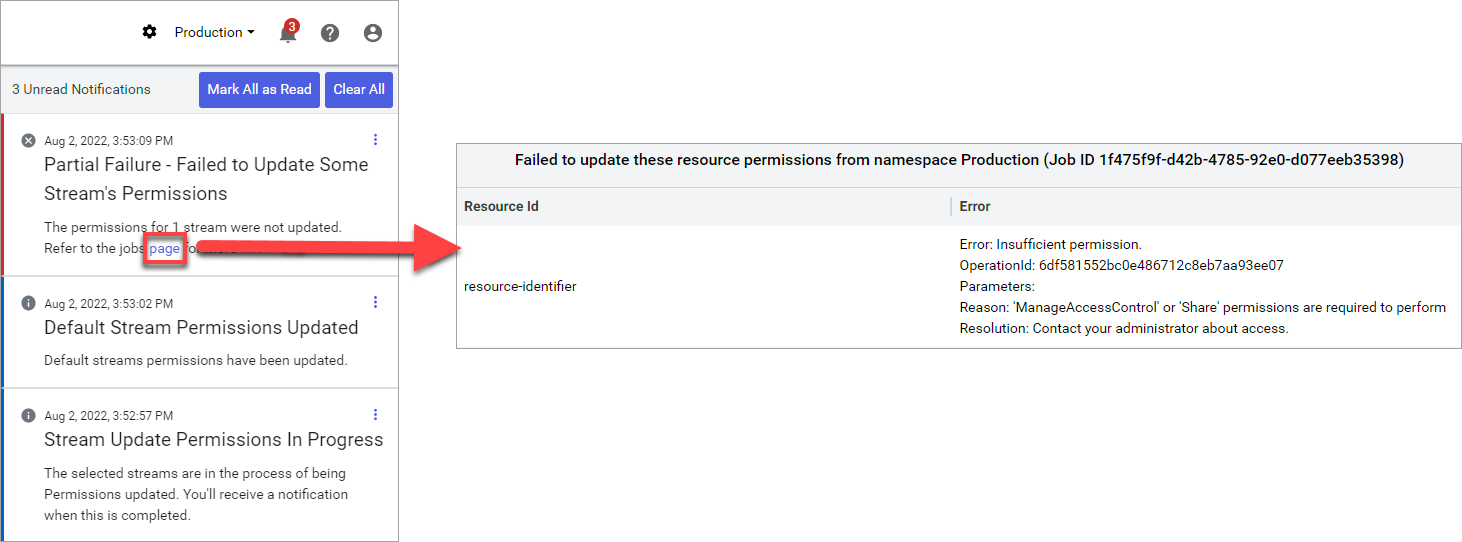 Production
3
3 Unread Notifications
Mark All as Read
Clear All
Aug 2, 2022, 3:53:09 PM
Partial Failure - Failed to Update Some
Stream's Permissions
The permissions for 1 stream were not updated.
Refer to the jobs page
Aug 2, 2022, 3:53:02 PM
Default Stream Permissions Updated
Default streams permissions have been updated.
Aug 2, 2022, 3:52:57 PM
Stream Update Permissions In Progress
The selected streams are in the process of being
Permissions updated. You'll receive a notification
when this is completed.
Failed to update these resource permissions from namespace Production (Job ID 1f475f9f-d42b-4785-92e0-d077eeb35398)
Resource Id
Error
resource-identifier
Error: Insufficient permission.
OperationId: 6df581552bc0e486712c8eb7aa93ee07
Parameters:
Reason: 'ManageAccessControl' or 'Share' permissions are required to perform
Resolution: Contact your administrator about access.